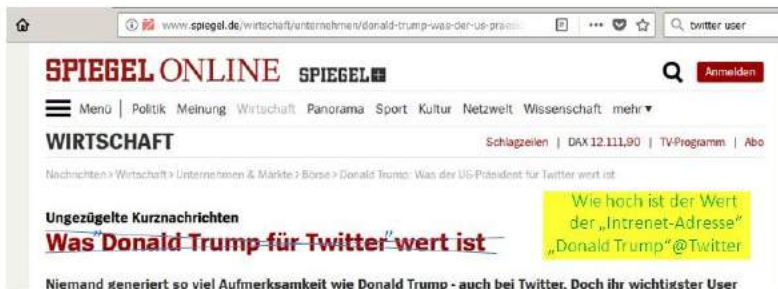 www.spiegel.de/wirtschaft/unternehmen/donald-trump-was-der-us-praesi
twitter user
SPIEGEL ONLINE SPIEGEL+
Anmelden
Menü | Politik Meinung Wirtschaft Panorama Sport Kultur Netzwelt Wissenschaft mehr▼
WIRTSCHAFT
Schlagzeilen | DAX 12.111,90 | TV-Programm | Abo
Nachrichten > Wirtschaft > Unternehmen & Märkte > Börse > Donald Trump: Was der US-Präsident für Twitter wert ist
Wie hoch ist der Wert
der „Intrenet-Adresse“
„Donald Trump“@Twitter
Ungezügelte Kurznachrichten
Was "Donald Trump für Twitter" wert ist
Niemand generiert so viel Aufmerksamkeit wie Donald Trump - auch bei Twitter. Doch ihr wichtigster User